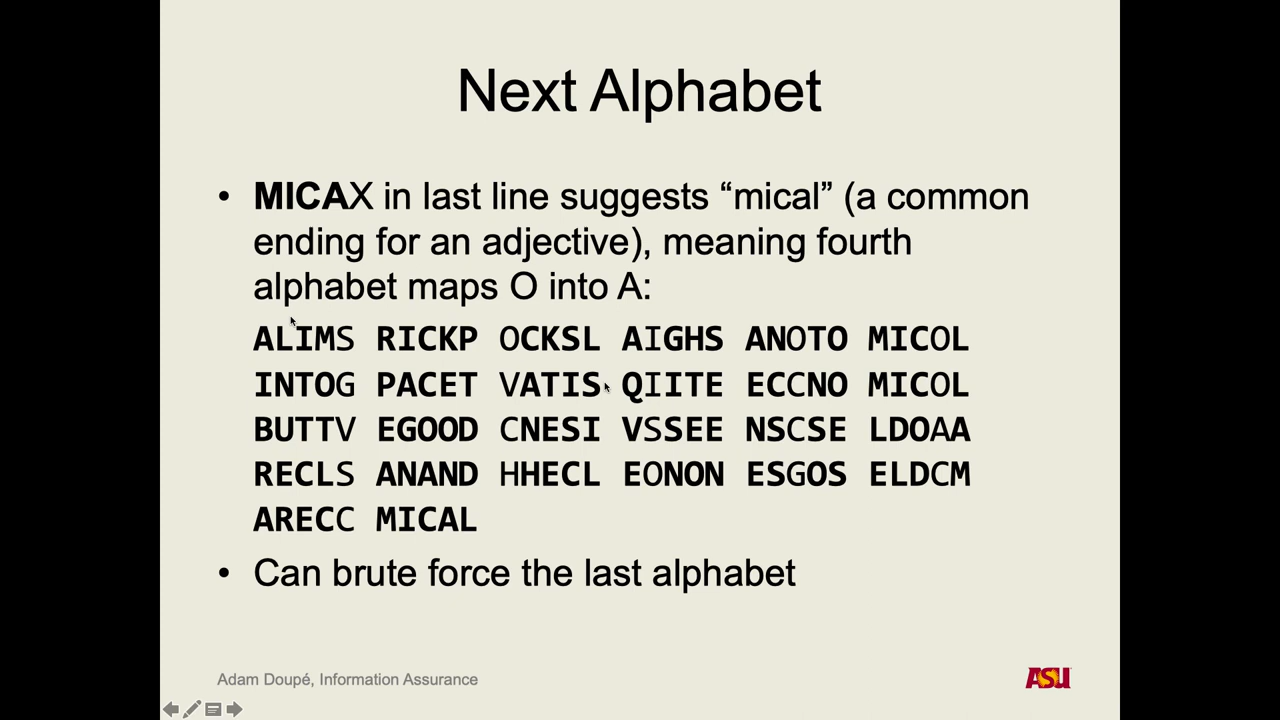 Next Alphabet
• MICAX in last line suggests “mical” (a common
ending for an adjective), meaning fourth
alphabet maps O into A:
ALIMS RICKP OCKSL AIGHS ANOTO MICOL
INTOG PACET VATIS QIITE ECCNO MICOL
BUTTV EGOOD CNESI VSSEE NSCSE LDOAA
RECLS ANAND HHECL EONON ESGOS ELDCM
ARECC MICAL
• Can brute force the last alphabet
Adam Doupé, Information Assurance
ASU